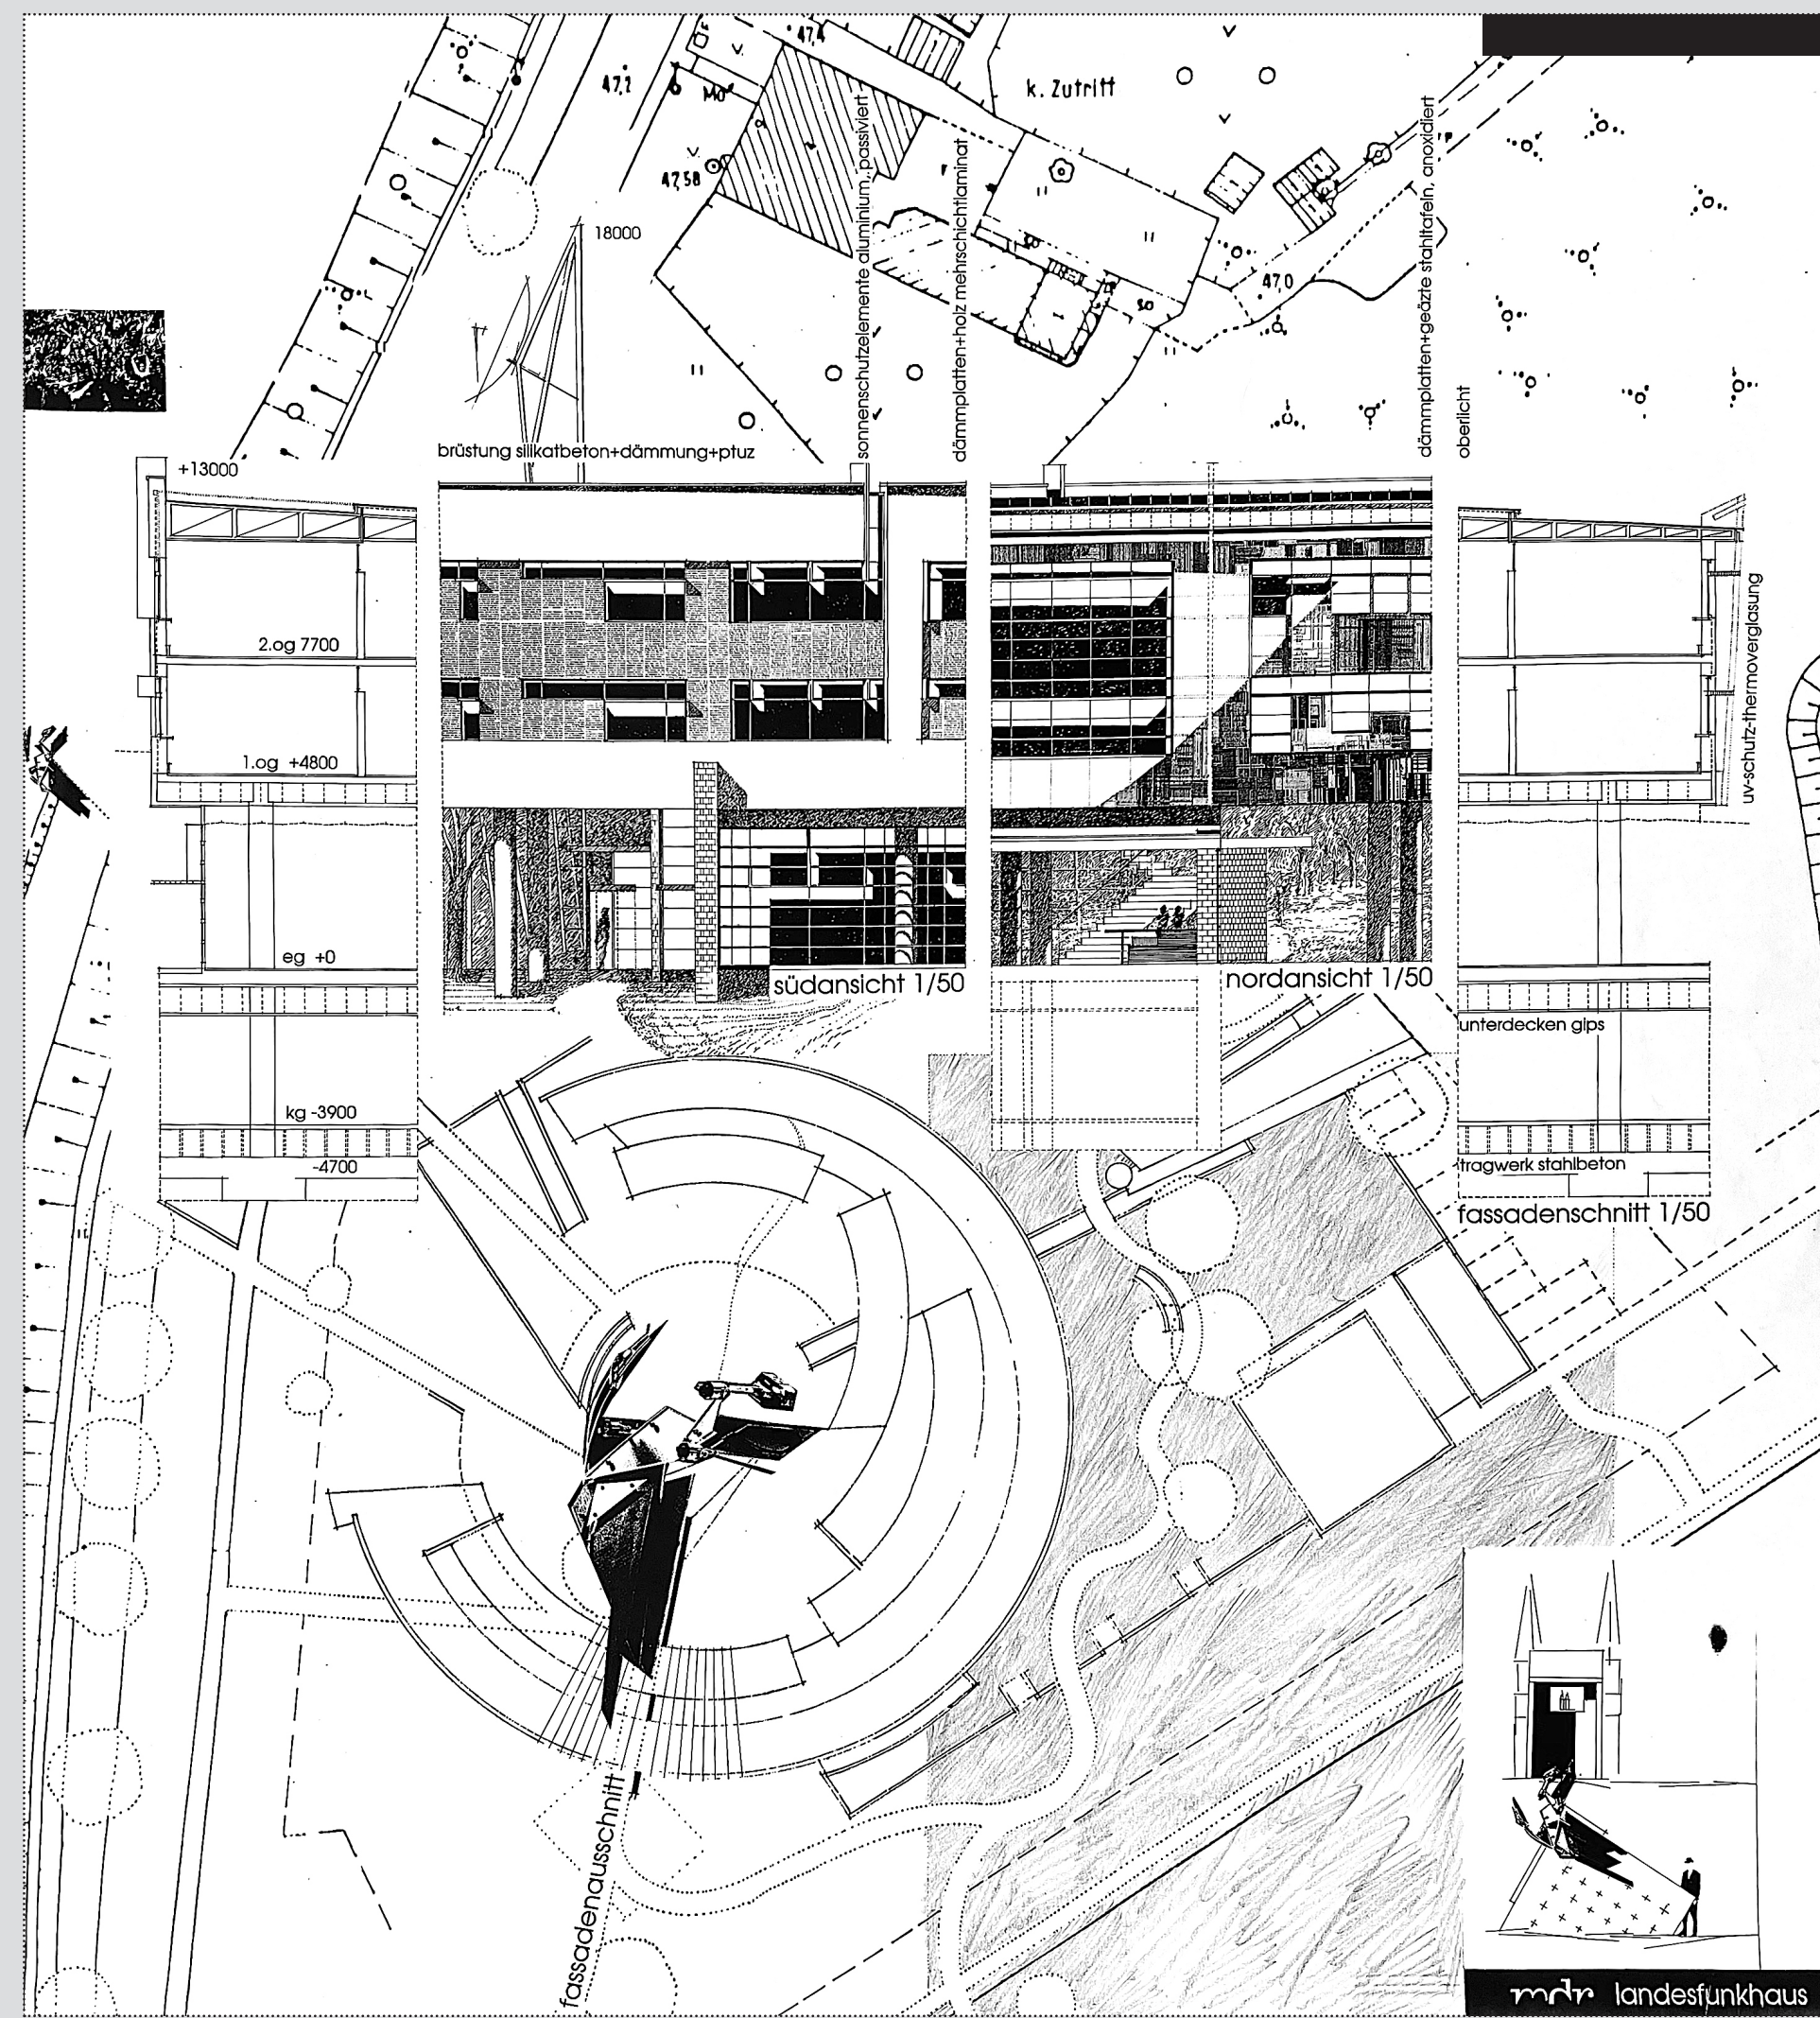 47,4
47,2
k. Zutritt
47,58
18000
47,0
sonnenschutzelemente aluminium, passiviert
dämmplatten+holz mehrschichtlaminat
dämmplatten+geäzte stahltafeln, anoxidiert
oberlicht
brüstung silikatbeton+dämmung+ptuz
+13000
2.og 7700
1.og +4800
eg +0
kg -3900
-4700
südansicht 1/50
nordansicht 1/50
uv-schutz-thermoverglasung
unterdecken gips
tragwerk stahlbeton
fassadenschnitt 1/50
fassadenausschnitt
mdr landesfunkhaus